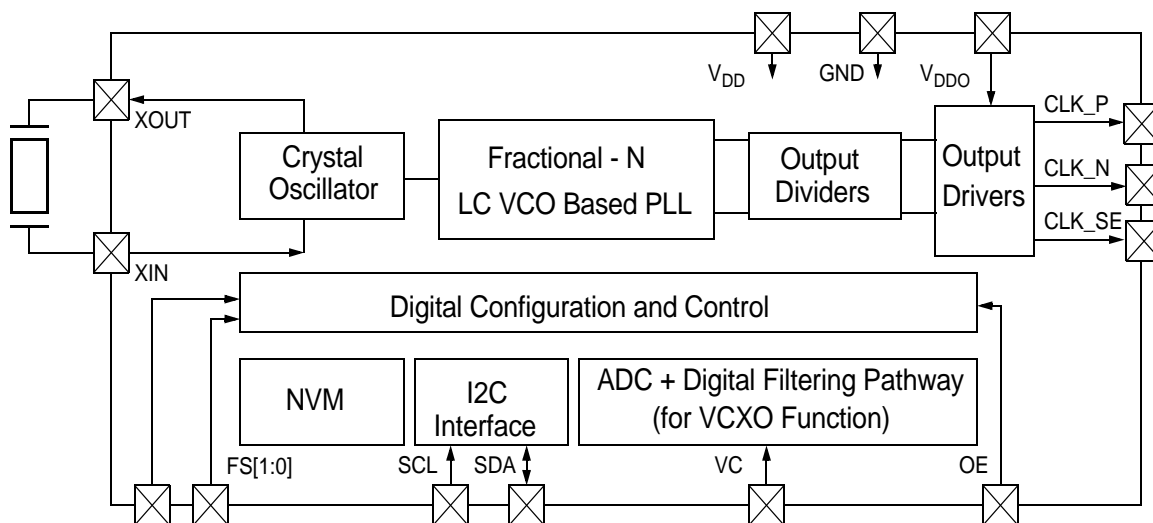 VDD
GND
VDDO
XOUT
CLK_P
Crystal
Oscillator
Fractional - N
LC VCO Based PLL
Output
Dividers
Output
Drivers
CLK_N
CLK_SE
XIN
Digital Configuration and Control
NVM
I2C
Interface
ADC + Digital Filtering Pathway
(for VCXO Function)
FS[1:0]
SCL
SDA
VC
OE